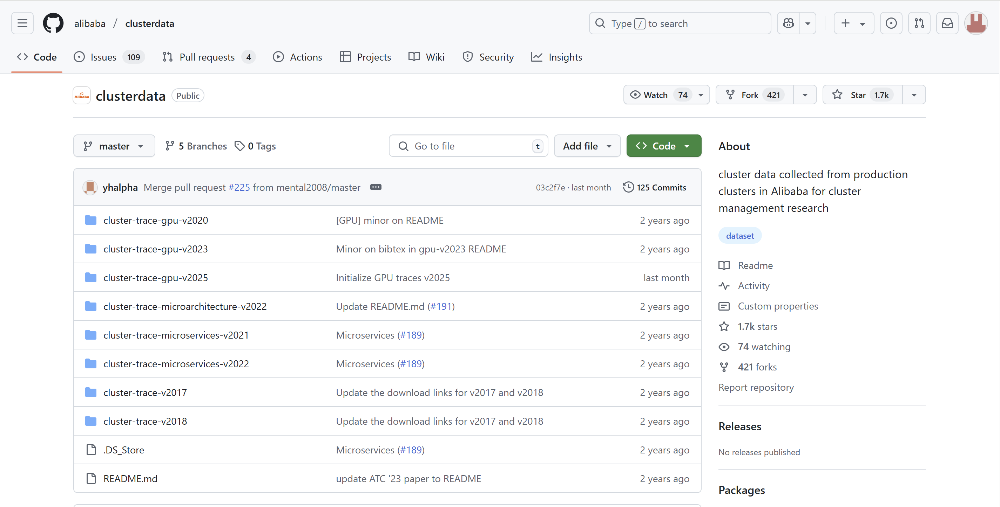 alibaba / clusterdata
Type / to search
Code
Issues 109
Pull requests 4
Actions
Projects
Wiki
Security
Insights
Alibaba
clusterdata Public
Watch 74
Fork 421
Star 1.7k
master
5 Branches
0 Tags
Go to file t
Add file
Code
yhalpha Merge pull request #225 from mental2008/master
03c2f7e · last month
125 Commits
cluster-trace-gpu-v2020 [GPU] minor on README 2 years ago
cluster-trace-gpu-v2023 Minor on bibtex in gpu-v2023 README 2 years ago
cluster-trace-gpu-v2025 Initialize GPU traces v2025 last month
cluster-trace-microarchitecture-v2022 Update README.md (#191) 2 years ago
cluster-trace-microservices-v2021 Microservices (#189) 2 years ago
cluster-trace-microservices-v2022 Microservices (#189) 2 years ago
cluster-trace-v2017 Update the download links for v2017 and v2018 2 years ago
cluster-trace-v2018 Update the download links for v2017 and v2018 2 years ago
.DS_Store Microservices (#189) 2 years ago
README.md update ATC '23 paper to README 2 years ago
About
cluster data collected from production
clusters in Alibaba for cluster
management research
dataset
Readme
Activity
Custom properties
1.7k stars
74 watching
421 forks
Report repository
Releases
No releases published
Packages